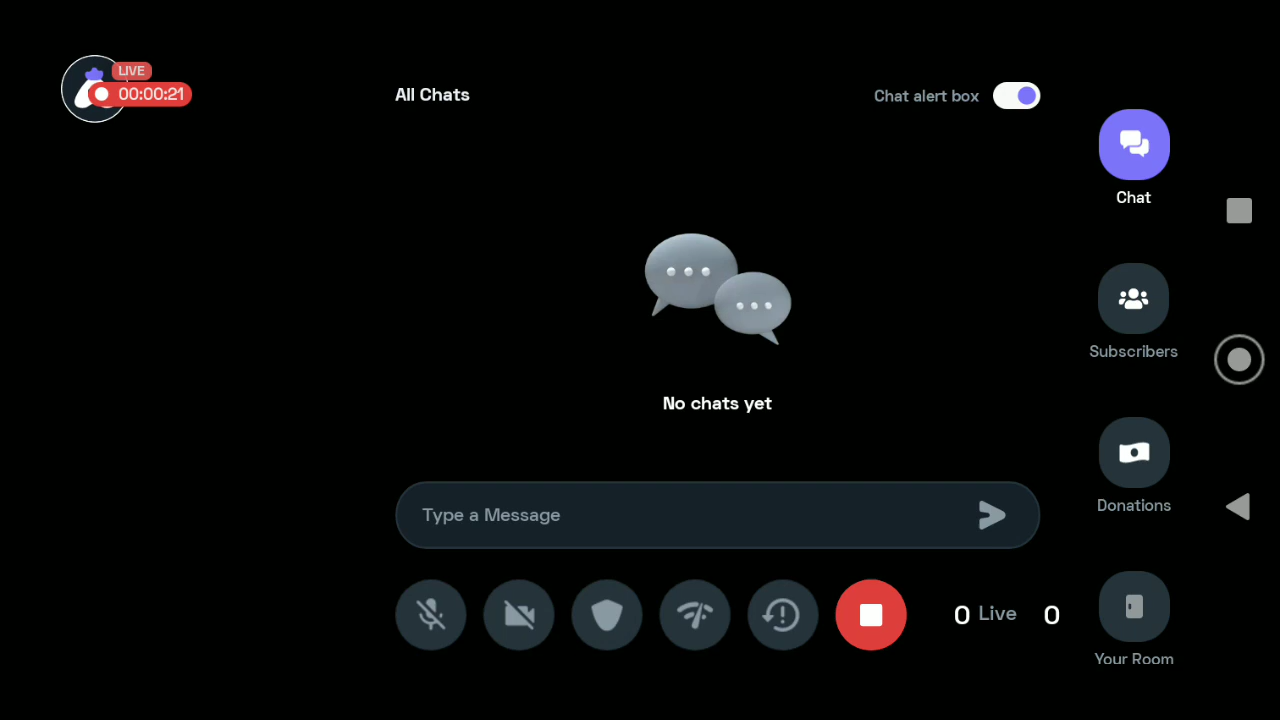 LIVE
00:00:21
All Chats
Chat alert box
Chat
No chats yet
Subscribers
Type a Message
Donations
0 Live 0
Your Room